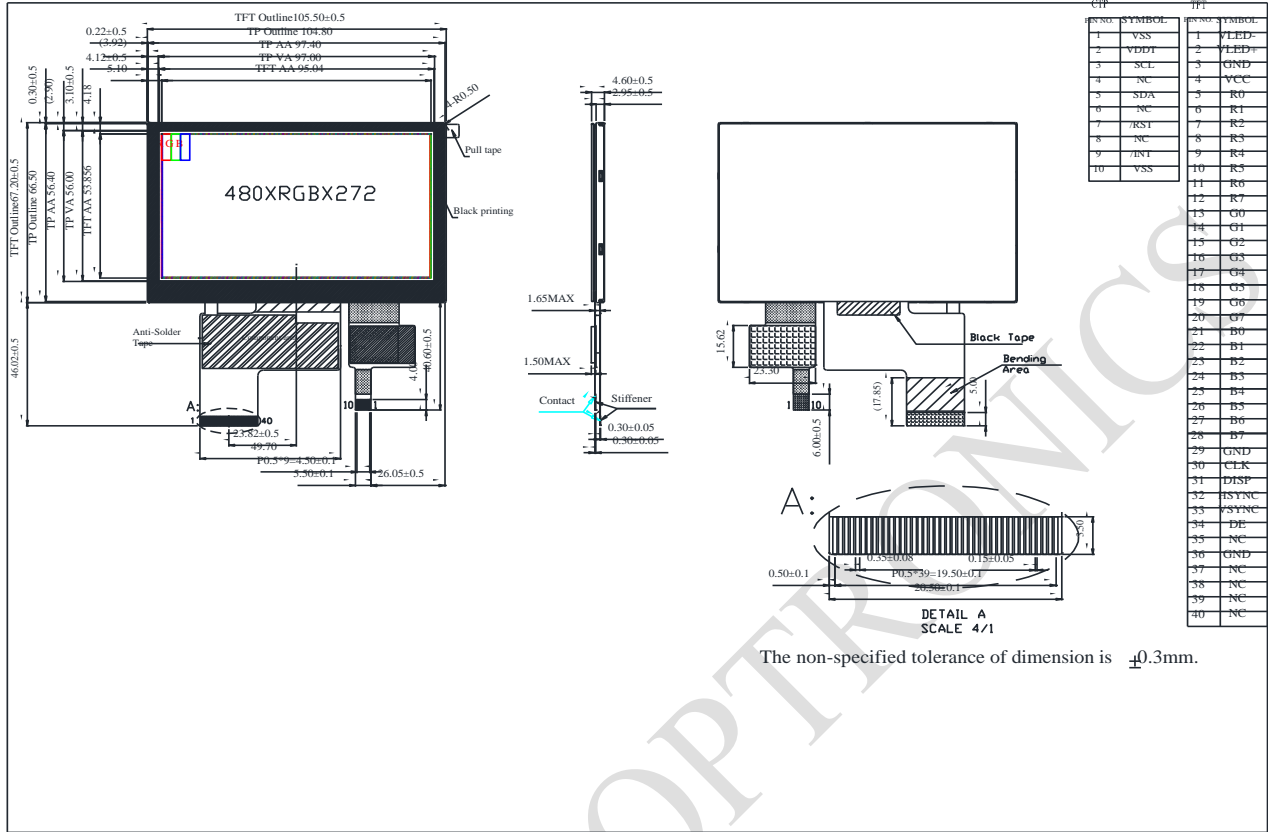 TFT Outline105.50±0.5
TP Outline 104.80
TP AA 97.40
TP VA 97.00
TFT AA 95.04
0.22±0.5
(3.92)
4.12±0.5
5.10
0.30±0.5
(2.90)
3.10±0.5
4.18
4-R0.50
Pull tape
Black printing
TFT Outline67.20±0.5
TP Outline 66.50
TP AA 56.40
TP VA 56.00
TFT AA 53.856
46.02±0.5
R G B
480XRGBX272
Anti-Solder
Tape
4.00
40.60±0.5
A:
1
40
10
1
23.82±0.5
49.70
P0.5*9=4.50±0.1
5.50±0.1
26.05±0.5
4.60±0.5
2.95±0.5
1.65MAX
1.50MAX
Contact
Stiffener
0.30±0.05
0.30±0.05
15.62
23.30
1
10
6.00±0.5
Black Tape
Bending
Area
(17.85)
5.00
A:
3.50
0.35±0.08
0.15±0.05
0.50±0.1
P0.5*39=19.50±0.1
20.50±0.1
DETAIL A
SCALE 4/1
The non-specified tolerance of dimension is ±0.3mm.
CTP
PIN NO. SYMBOL
1 VSS
2 VDDT
3 SCL
4 NC
5 SDA
6 NC
7 /RST
8 NC
9 /INT
10 VSS
TFT
PIN NO. SYMBOL
1 VLED-
2 VLED+
3 GND
4 VCC
5 R0
6 R1
7 R2
8 R3
9 R4
10 R5
11 R6
12 R7
13 G0
14 G1
15 G2
16 G3
17 G4
18 G5
19 G6
20 G7
21 B0
22 B1
23 B2
24 B3
25 B4
26 B5
27 B6
28 B7
29 GND
30 CLK
31 DISP
32 HSYNC
33 VSYNC
34 DE
35 NC
36 GND
37 NC
38 NC
39 NC
40 NC
OPTRONICS